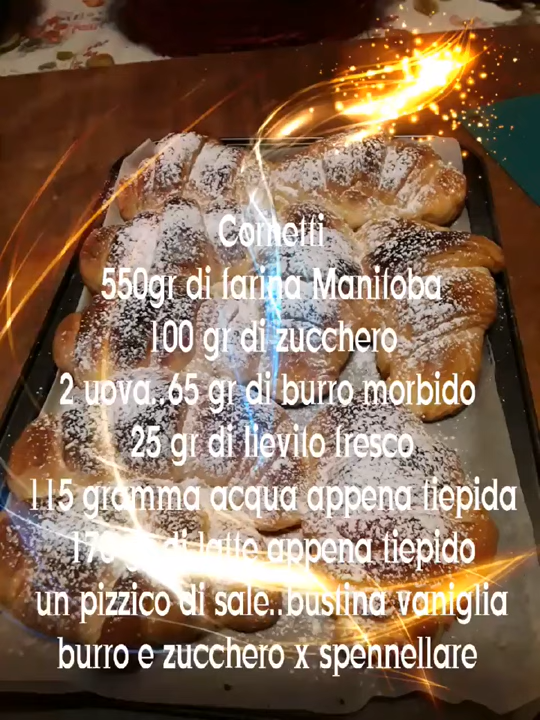 Cornetti
550gr di farina Manitoba
100 gr di zucchero
2 uova..65 gr di burro morbido
25 gr di lievito fresco
115 gramma acqua appena tiepida
di latte appena tiepido
un pizzico di sale..bustina vaniglia
burro e zucchero x spennellare